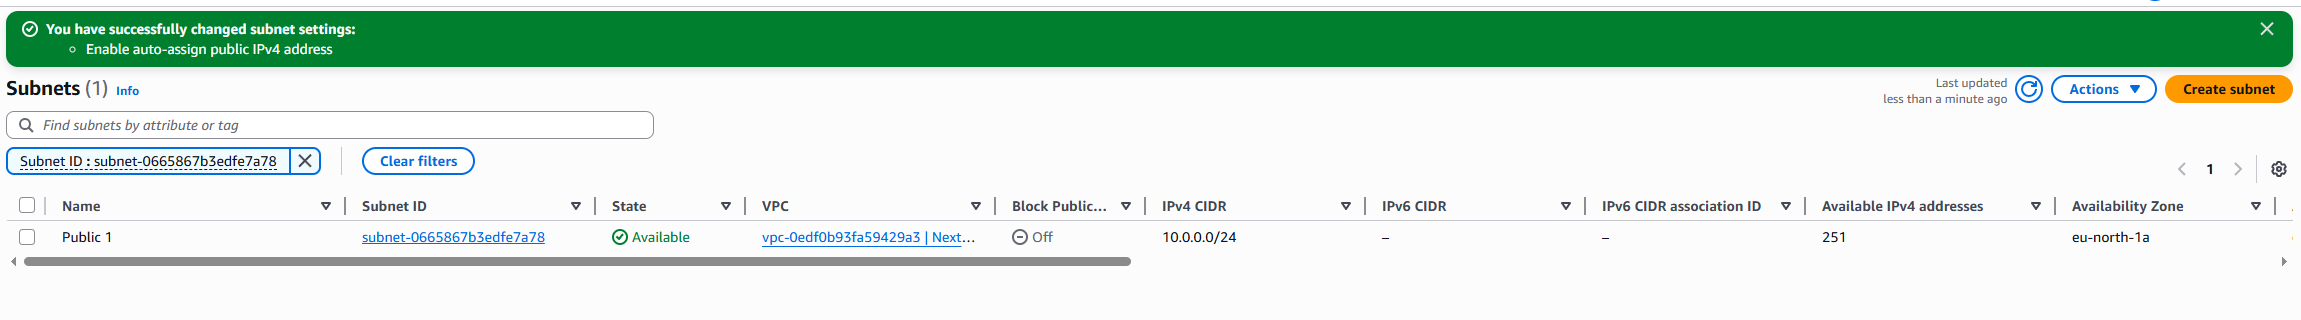 You have successfully changed subnet settings:
Enable auto-assign public IPv4 address
Subnets (1) Info
Last updated
less than a minute ago
Actions
Create subnet
Find subnets by attribute or tag
Subnet ID : subnet-0665867b3edfe7a78
Clear filters
1
Name Subnet ID State VPC Block Public... IPv4 CIDR IPv6 CIDR IPv6 CIDR association ID Available IPv4 addresses Availability Zone
Public 1 subnet-0665867b3edfe7a78 Available vpc-0edf0b93fa59429a3 | Next... Off 10.0.0.0/24 – – 251 eu-north-1a